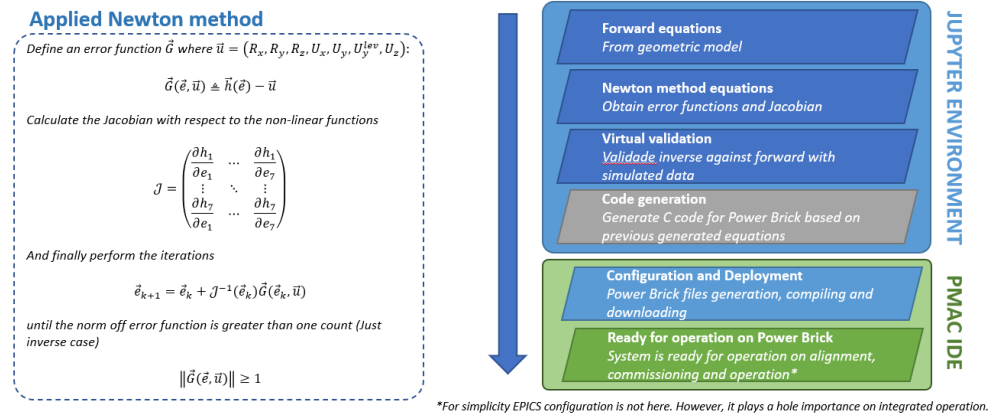 Applied Newton method
Define an error function G⃗ where u⃗ = (Rₓ, Rᵧ, R_z, Uₓ, Uᵧ, Uᵧˡᵉᵛ, U_z):
G⃗(e⃗, u⃗) ≜ h⃗(e⃗) − u⃗
Calculate the Jacobian with respect to the non-linear functions
𝒥 = (∂h₁/∂e₁ ⋯ ∂h₁/∂e₇
⋮ ⋱ ⋮
∂h₇/∂e₁ ⋯ ∂h₇/∂e₇)
And finally perform the iterations
e⃗ₖ₊₁ = e⃗ₖ + 𝒥⁻¹(e⃗ₖ)G⃗(e⃗ₖ, u⃗)
until the norm off error function is greater than one count (Just
inverse case)
‖G⃗(e⃗, u⃗)‖ ≥ 1
Forward equations
From geometric model
Newton method equations
Obtain error functions and Jacobian
Virtual validation
Validade inverse against forward with
simulated data
Code generation
Generate C code for Power Brick based on
previous generated equations
JUPYTER ENVIRONMENT
Configuration and Deployment
Power Brick files generation, compiling and
downloading
Ready for operation on Power Brick
System is ready for operation on alignment,
commissioning and operation*
PMAC IDE
*For simplicity EPICS configuration is not here. However, it plays a hole importance on integrated operation.